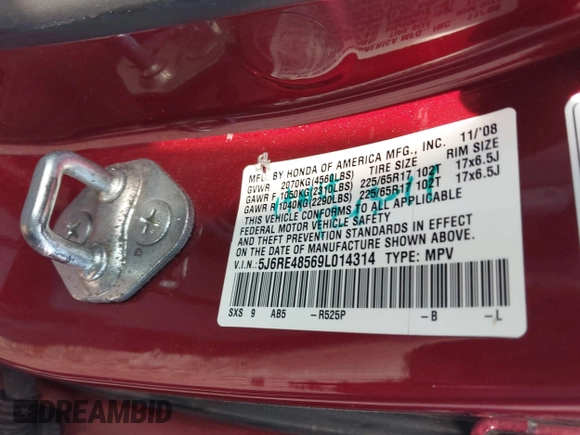 MFD. BY HONDA OF AMERICA MFG., INC. 11/'08
GVWR 2070KG(4560LBS) TIRE SIZE RIM SIZE
GAWR F 1050KG(2310LBS) 225/65R17 102T 17x6.5J
GAWR R 1040KG(2290LBS) 225/65R17 102T 17x6.5J
THIS VEHICLE CONFORMS TO ALL APPLICABLE
FEDERAL MOTOR VEHICLE SAFETY
AND THEFT PREVENTION STANDARDS IN EFFECT
ON THE DATE OF MANUFACTURE SHOWN ABOVE.
V.I.N.:5J6RE48569L014314 TYPE: MPV
SXS 9 AB5 -R525P -B -L
DREAMBID